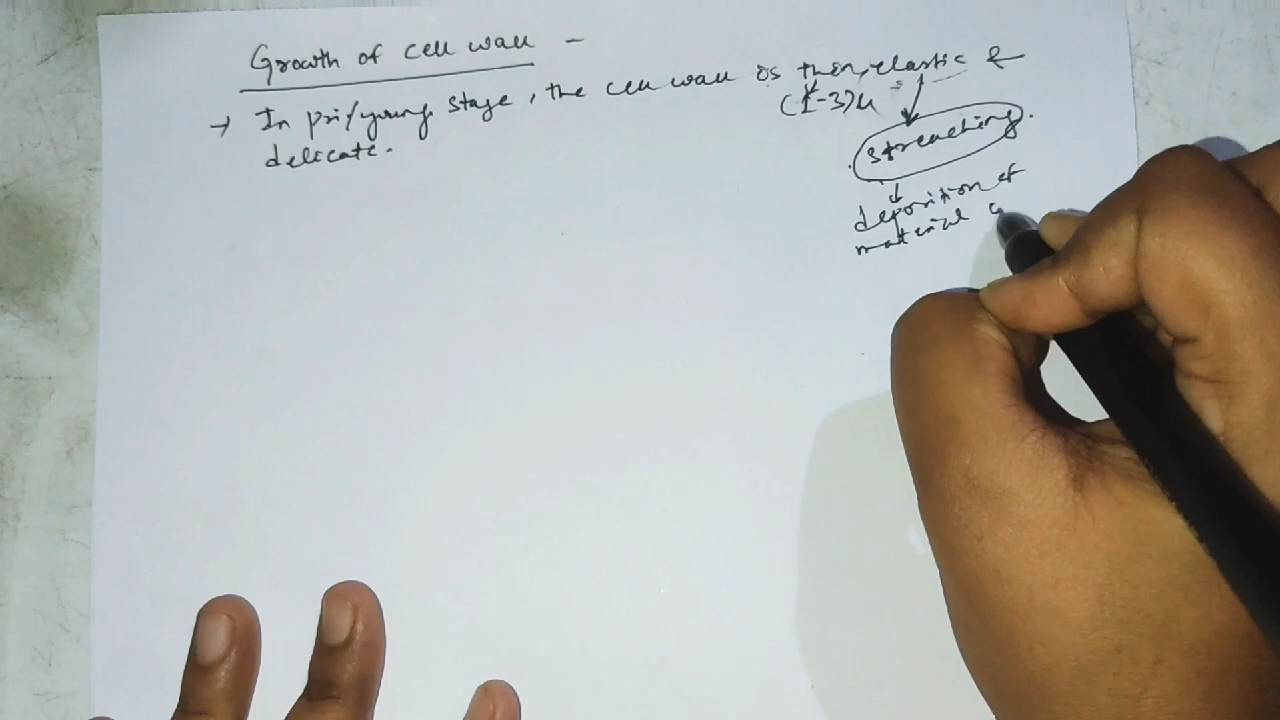 Growth of cell wall -
→ In pri/young stage, the cell wall is thin, elastic &
delicate.
(1-3)u
streaching.
deposition of
material